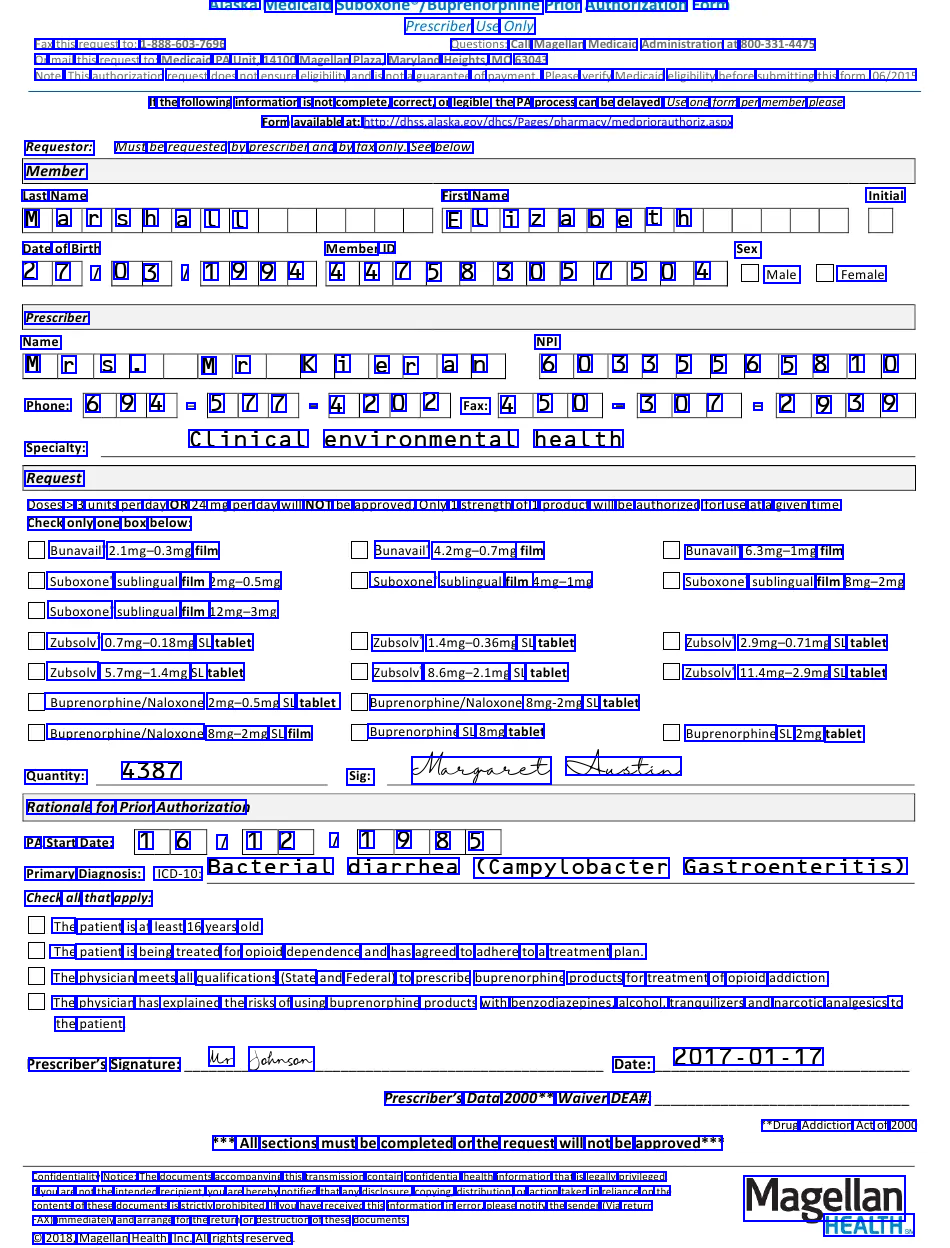 Alaska Medicaid Suboxone®/Buprenorphine Prior Authorization Form
Prescriber Use Only
Fax this request to: 1-888-603-7696 Questions: Call Magellan Medicaid Administration at 800-331-4475
Or mail this request to: Medicaid PA Unit, 14100 Magellan Plaza, Maryland Heights, MO 63043
Note: This authorization request does not ensure eligibility and is not a guarantee of payment. Please verify Medicaid eligibility before submitting this form. 06/2015
If the following information is not complete, correct, or legible the PA process can be delayed Use one form per member please
Form available at: http://dhss.alaska.gov/dhcs/Pages/pharmacy/medpriorauthoriz.aspx
Requestor: Must be requested by prescriber and by fax only. See below
Member
Last Name First Name Initial
Marshall Elizabeth
Date of Birth Member ID Sex
27/03/1994 44758305 7504 Male Female
Prescriber
Name NPI
Mrs. Mr Kieran 603355658 10
Phone: 694-577-4202 Fax: 450-307-2939
Specialty: Clinical environmental health
Request
Doses > 3 units per day OR 24 mg per day will NOT be approved. Only 1 strength of 1 product will be authorized for use at a given time
Check only one box below:
Bunavail® 2.1mg–0.3mg film Bunavail® 4.2mg–0.7mg film Bunavail® 6.3mg–1mg film
Suboxone® sublingual film 2mg–0.5mg Suboxone® sublingual film 4mg–1mg Suboxone® sublingual film 8mg–2mg
Suboxone® sublingual film 12mg–3mg
Zubsolv® 0.7mg–0.18mg SL tablet Zubsolv® 1.4mg–0.36mg SL tablet Zubsolv® 2.9mg–0.71mg SL tablet
Zubsolv® 5.7mg–1.4mg SL tablet Zubsolv® 8.6mg–2.1mg SL tablet Zubsolv® 11.4mg–2.9mg SL tablet
Buprenorphine/Naloxone 2mg–0.5mg SL tablet Buprenorphine/Naloxone 8mg-2mg SL tablet
Buprenorphine/Naloxone 8mg–2mg SL film Buprenorphine SL 8mg tablet Buprenorphine SL 2mg tablet
Quantity: 4387 Sig: Margaret Austin
Rationale for Prior Authorization
PA Start Date: 16/12/1985
Primary Diagnosis: ICD-10: Bacterial diarrhea (Campylobacter Gastroenteritis)
Check all that apply:
The patient is at least 16 years old.
The patient is being treated for opioid dependence and has agreed to adhere to a treatment plan.
The physician meets all qualifications (State and Federal) to prescribe buprenorphine products for treatment of opioid addiction.
The physician has explained the risks of using buprenorphine products with benzodiazepines, alcohol, tranquilizers and narcotic analgesics to
the patient
Prescriber's Signature: Mr Johnson Date: 2017-01-17
Prescriber's Data 2000** Waiver DEA#:
**Drug Addiction Act of 2000
*** All sections must be completed or the request will not be approved***
Confidentiality Notice: The documents accompanying this transmission contain confidential health information that is legally privileged.
If you are not the intended recipient, you are hereby notified that any disclosure, copying, distribution, or action taken in reliance on the
contents of these documents is strictly prohibited. If you have received this information in error, please notify the sender (via return
FAX) immediately and arrange for the return or destruction of these documents.
© 2018, Magellan Health, Inc. All rights reserved.
Magellan
HEALTH℠